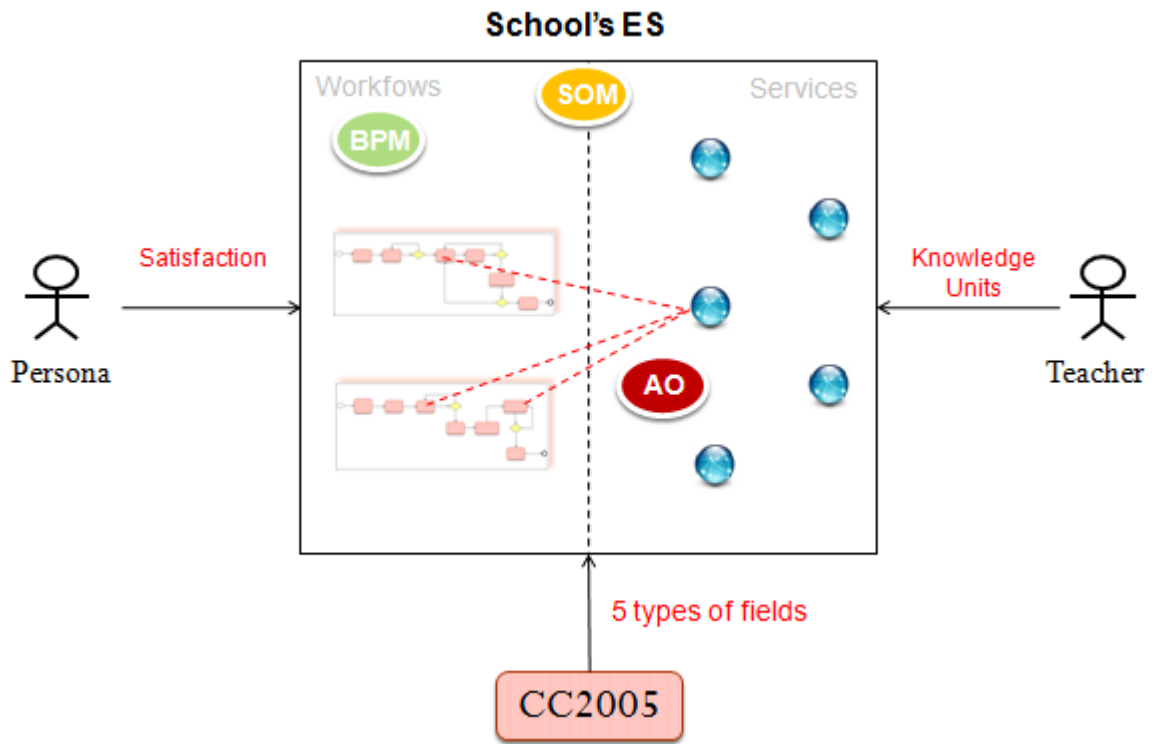 School's ES
Workfows
SOM
Services
BPM
Satisfaction
Knowledge
Units
Persona
AO
Teacher
5 types of fields
CC2005